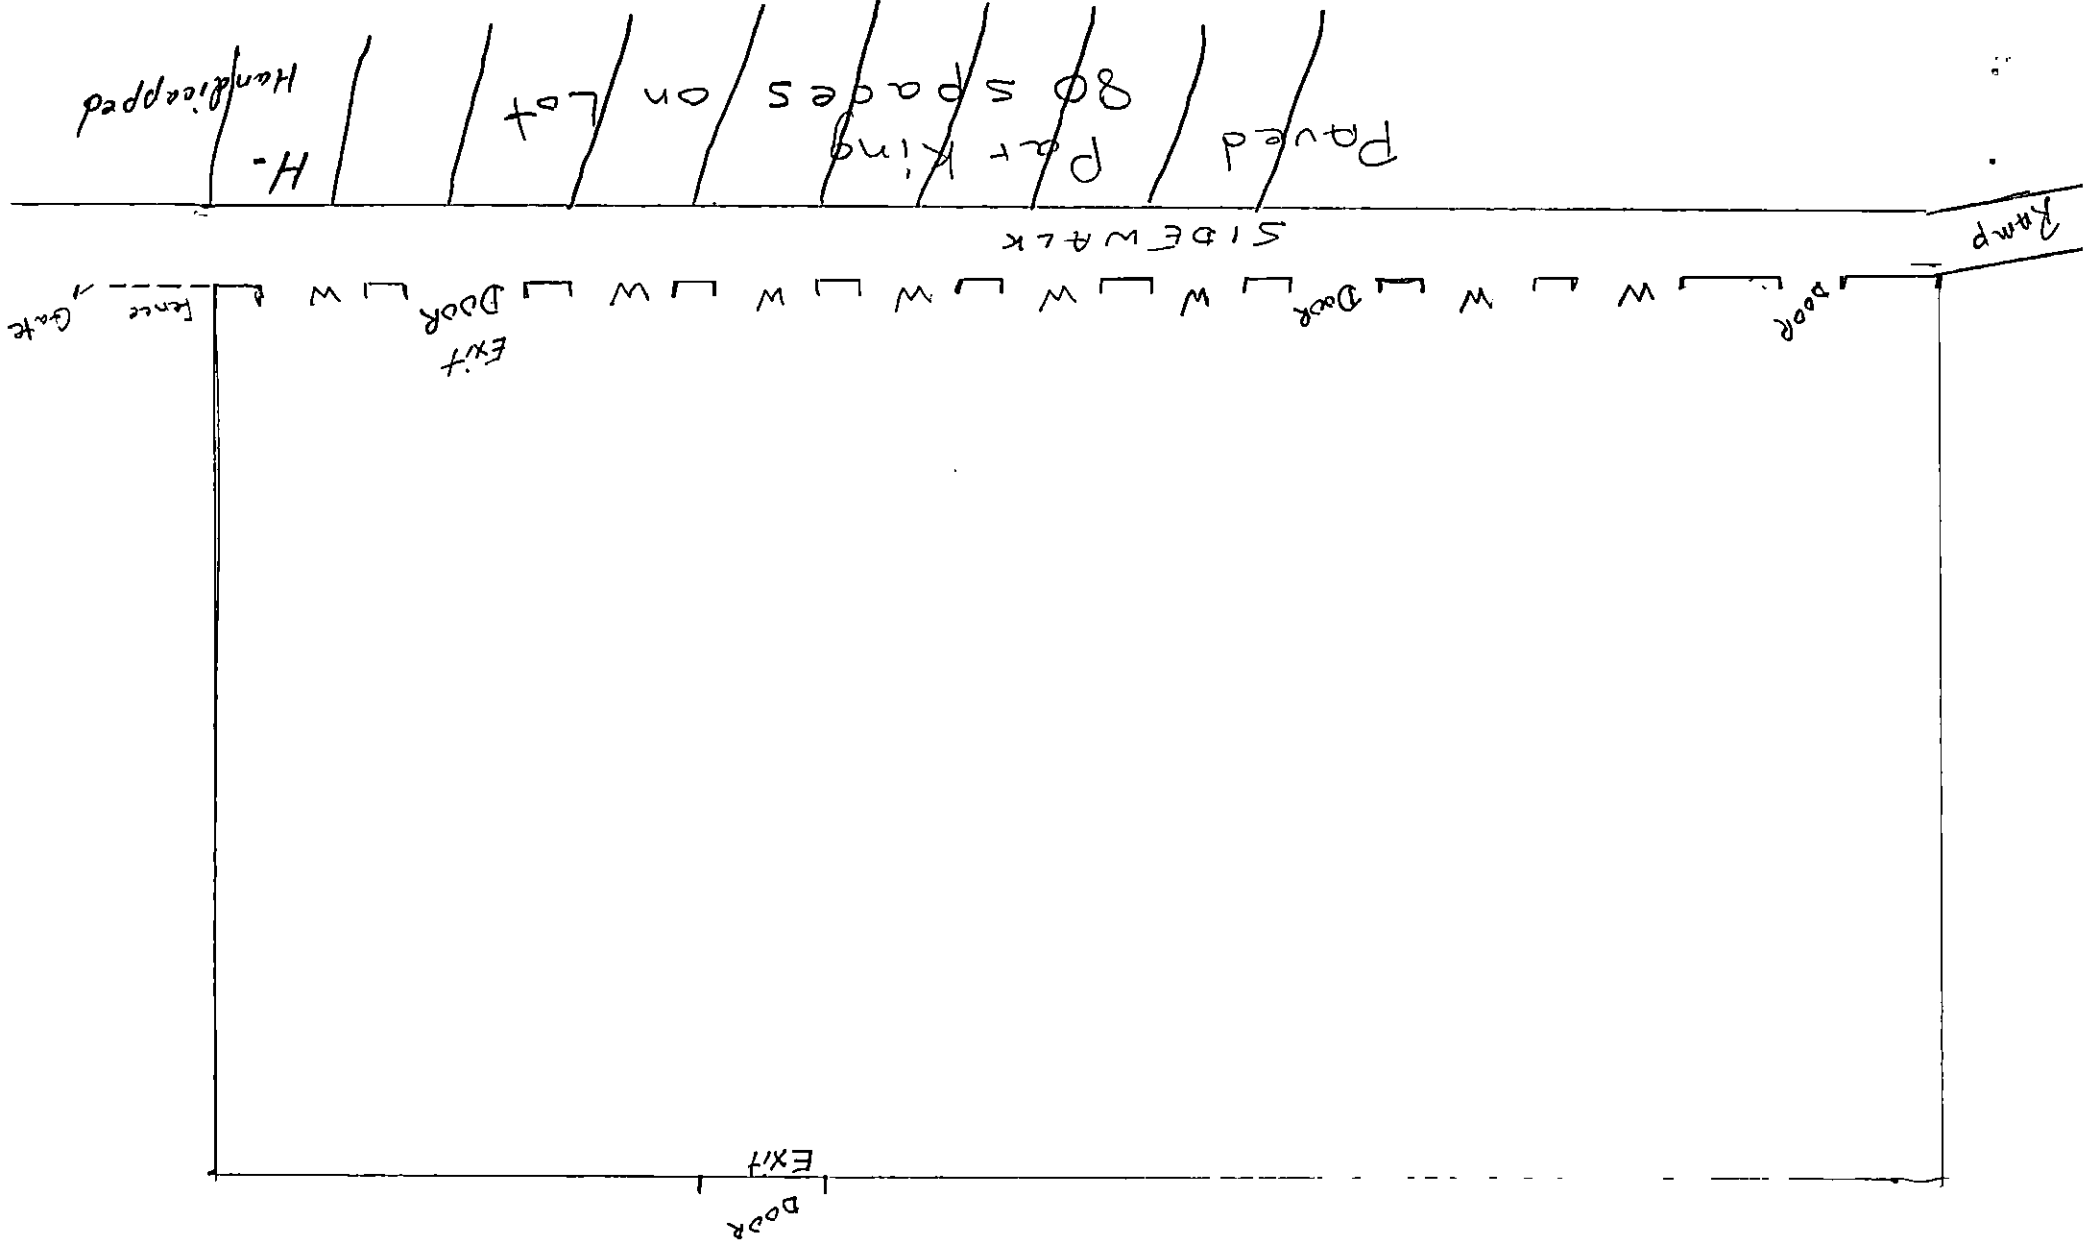 DOOR
Exit
Exit
DOOR W W DOOR W W W W W DOOR W Fence Gate
Ramp
SIDEWALK
Paved Parking H-
80 spaces on Lot Handicapped